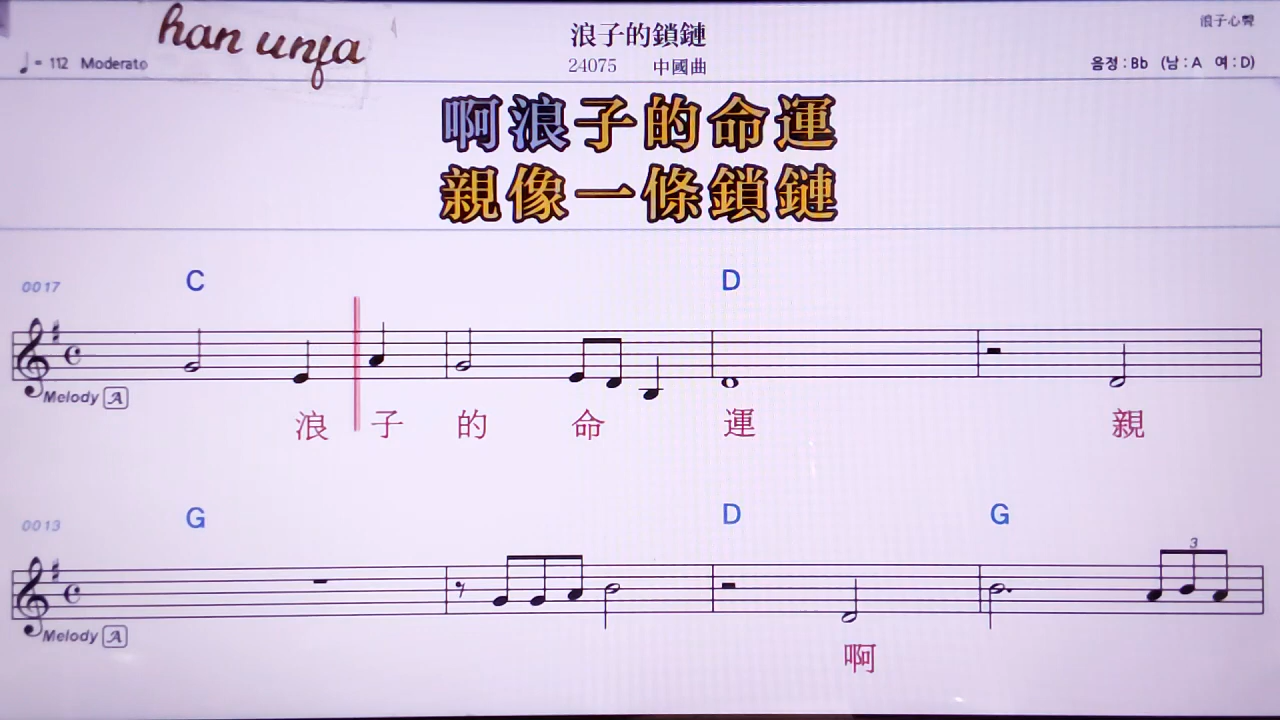 han unfa
浪子的鎖鏈
浪子心聲
♩= 112 Moderato
24075 中國曲
음정 : Bb (남 : A 여 : D)
啊浪子的命運
親像一條鎖鏈
0017
C D
Melody A
浪 子 的 命 運 親
0013
G D G
3
Melody A
啊